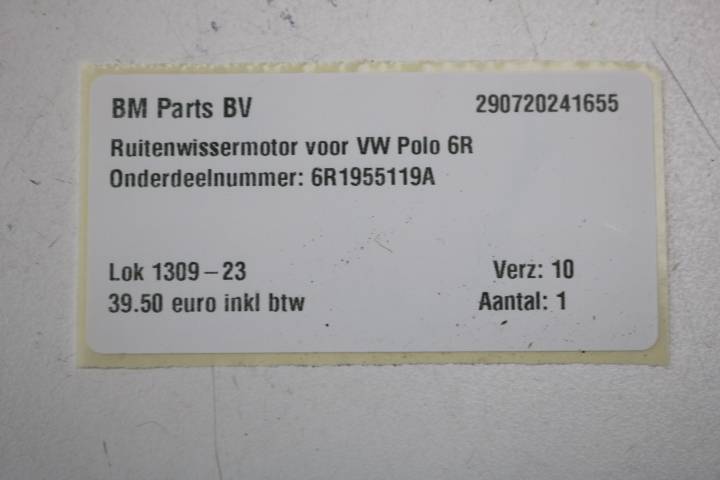 BM Parts BV 290720241655
Ruitenwissermotor voor VW Polo 6R
Onderdeelnummer: 6R1955119A
Lok 1309-23 Verz: 10
39.50 euro inkl btw Aantal: 1